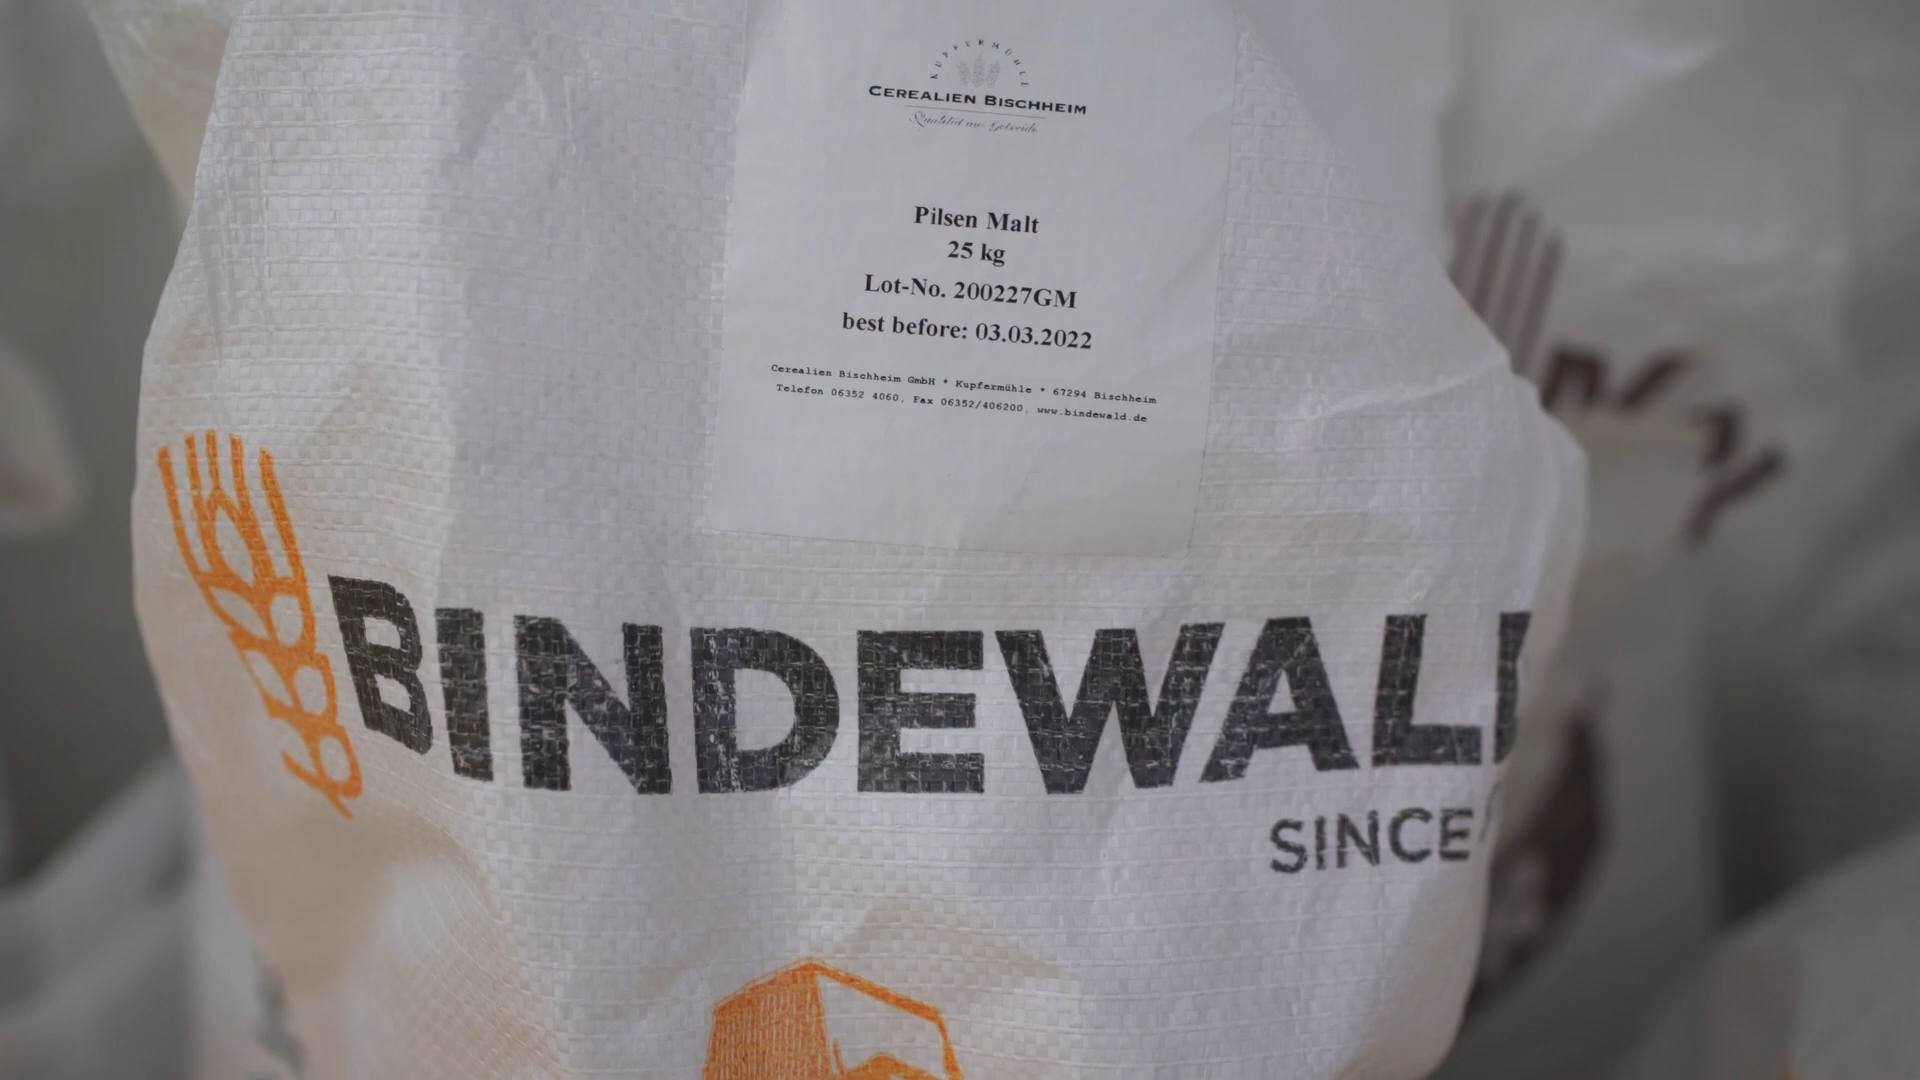 KUPFERMÜHLE
CEREALIEN BISCHHEIM
Qualität aus Getreide
Pilsen Malt
25 kg
Lot-No. 200227GM
best before: 03.03.2022
Cerealien Bischheim GmbH * Kupfermühle * 67294 Bischheim
Telefon 06352 4060, Fax 06352/406200, www.bindewald.de
BINDEWALD
SINCE